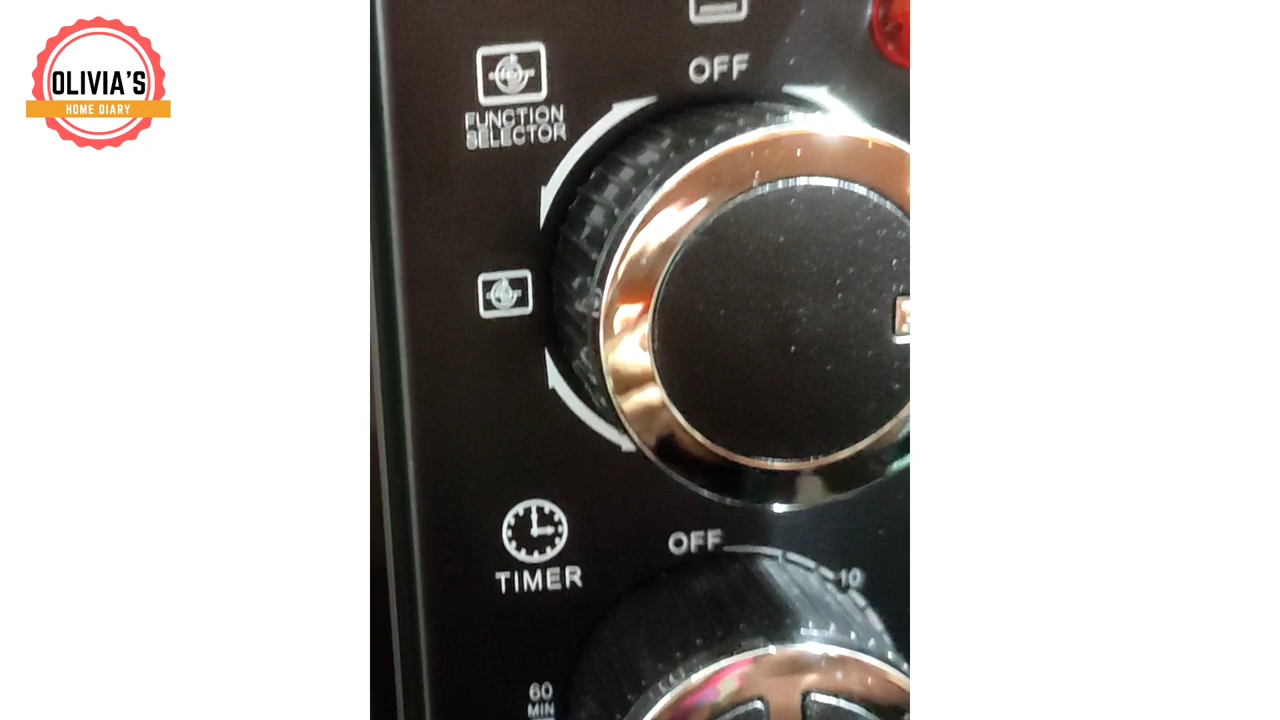 OLIVIA'S
HOME DIARY
OFF
FUNCTION
SELECTOR
OFF
10
TIMER
60
MIN